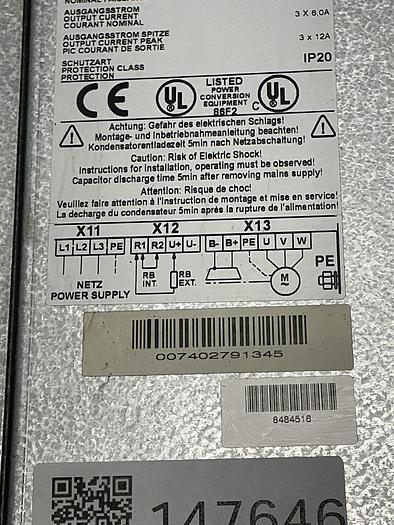 AUSGANGSSTROM
OUTPUT CURRENT 3 X 6,0A
COURANT NOMINAL
AUSGANGSSTROM SPITZE
OUTPUT CURRENT PEAK 3 x 12A
PIC COURANT DE SORTIE
SCHUTZART
PROTECTION CLASS IP20
PROTECTION
CE UL LISTED C UL
POWER
CONVERSION
EQUIPMENT
86F2
Achtung: Gefahr des elektrischen Schlags!
Montage- und Inbetriebnahmeanleitung beachten!
Kondensatorentladezeit 5min nach Netzabschaltung!
Caution: Risk of Electric Shock!
Instructions for installation, operating must be observed!
Capacitor discharge time 5min after removing mains supply!
Attention: Risque de choc!
Veuillez faire attention à l'instruction de montage et mise en service!
La decharge du condensateur 5min aprés la rupture de l'alimentation!
X11 X12 X13
L1 L2 L3 PE R1 R2 U+ U- B- B+ PE U V W
NETZ
POWER SUPPLY
RB
INT.
RB
EXT.
M
~
PE
007402791345
8484516
147646